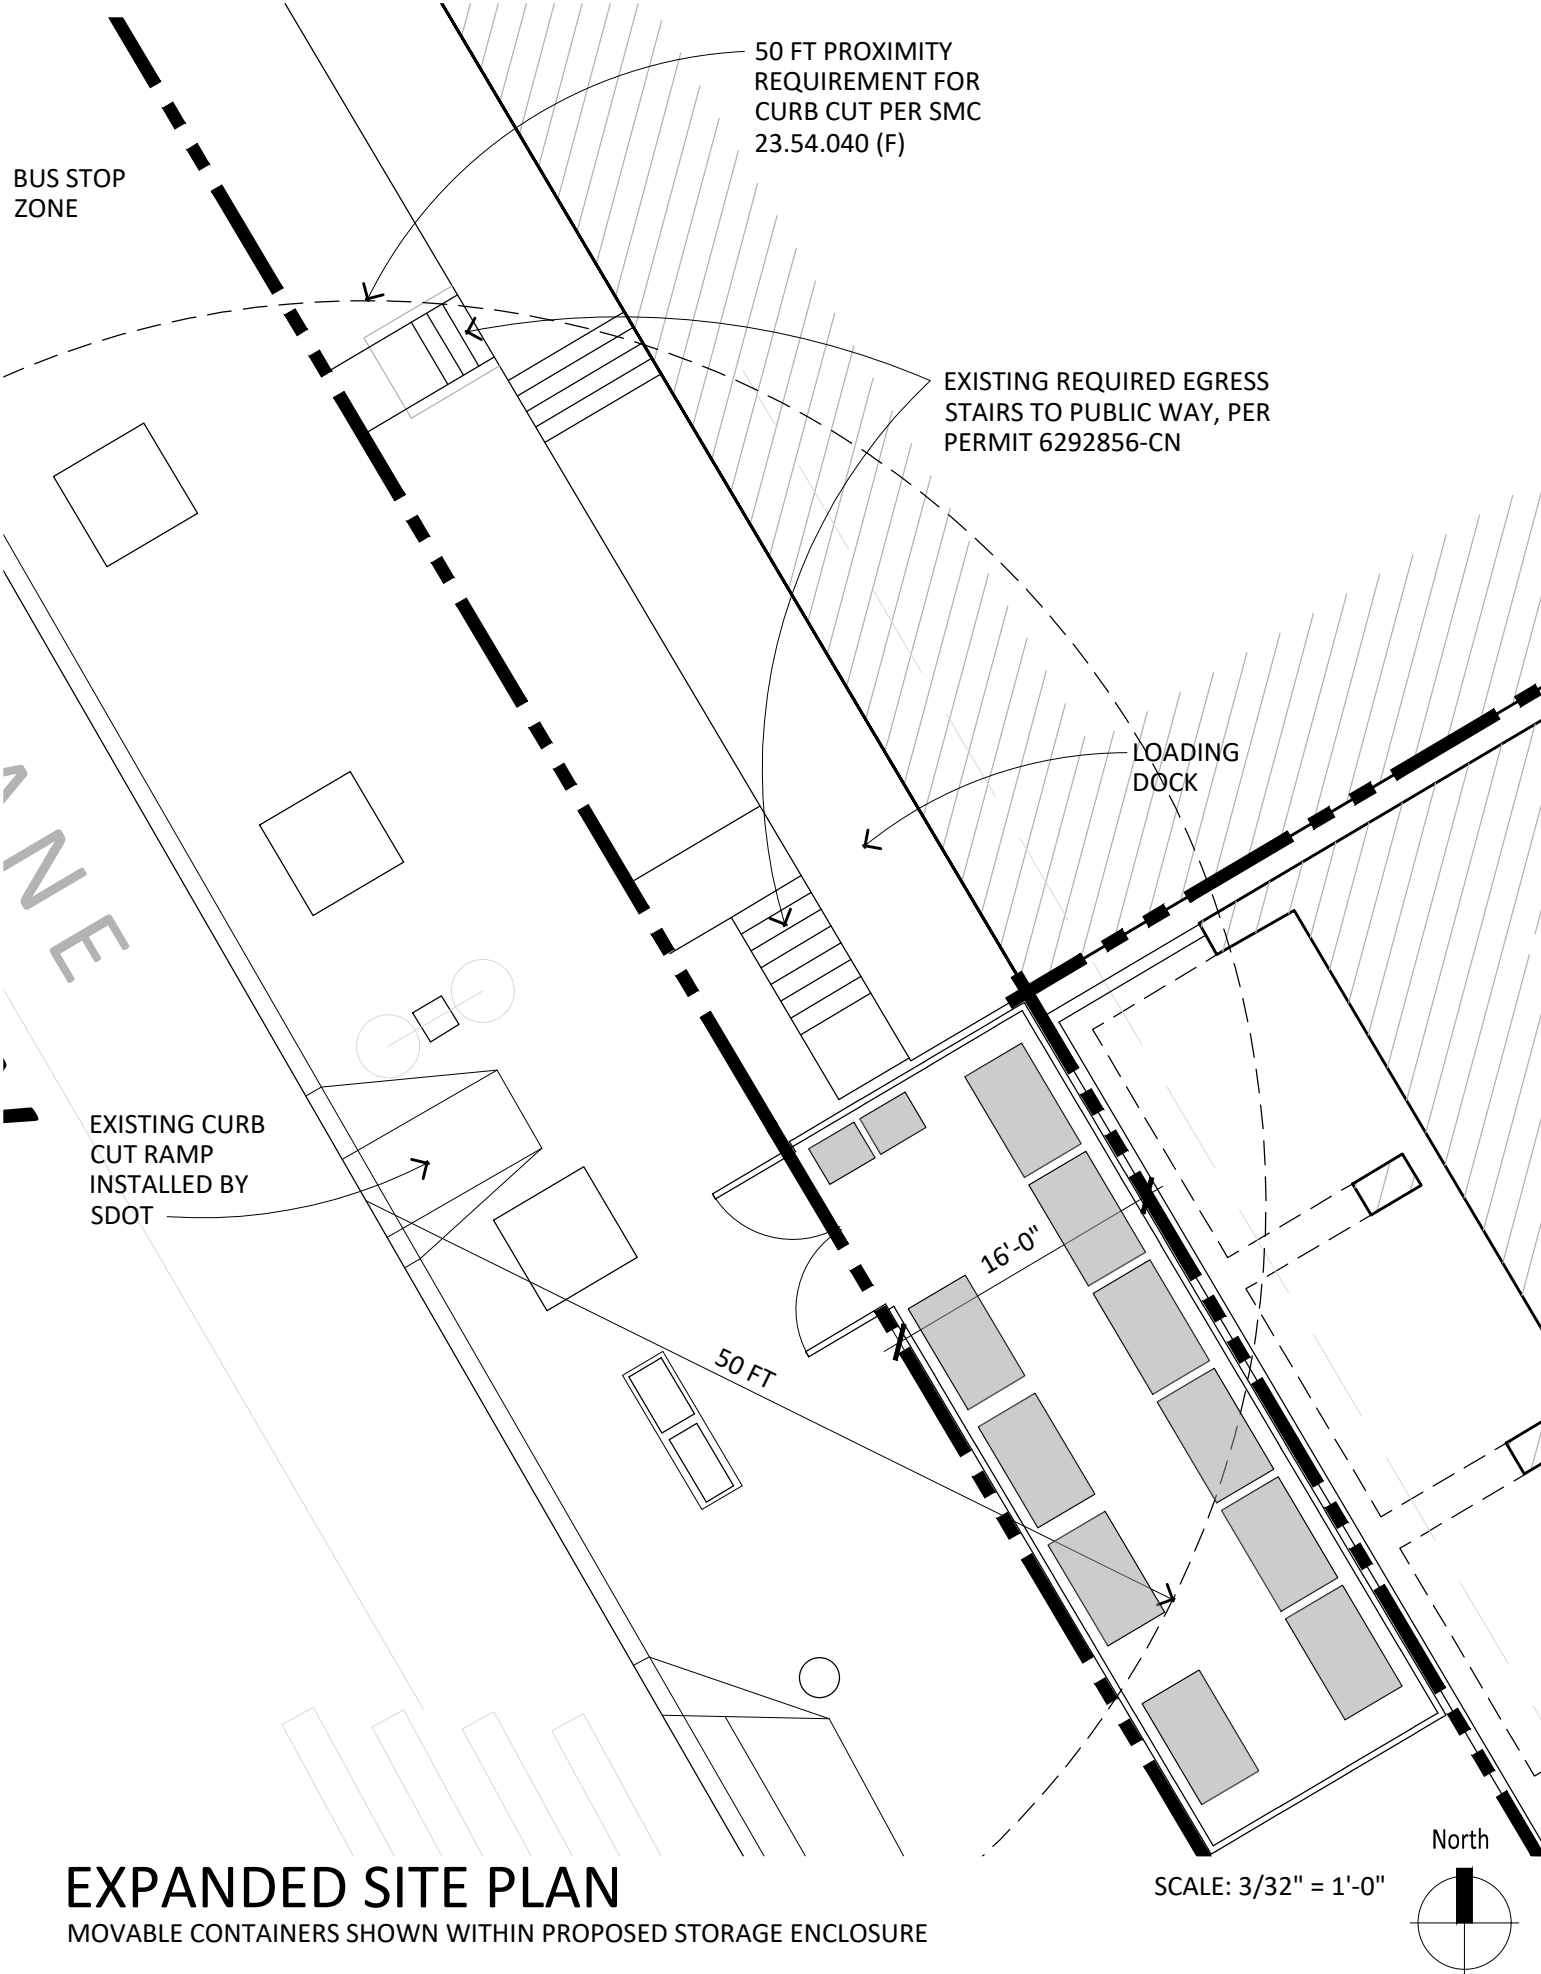 50 FT PROXIMITY
REQUIREMENT FOR
CURB CUT PER SMC
23.54.040 (F)
BUS STOP
ZONE
EXISTING REQUIRED EGRESS
STAIRS TO PUBLIC WAY, PER
PERMIT 6292856-CN
LOADING
DOCK
ANE
EXISTING CURB
CUT RAMP
INSTALLED BY
SDOT
16'-0"
50 FT
North
EXPANDED SITE PLAN
SCALE: 3/32" = 1'-0"
MOVABLE CONTAINERS SHOWN WITHIN PROPOSED STORAGE ENCLOSURE